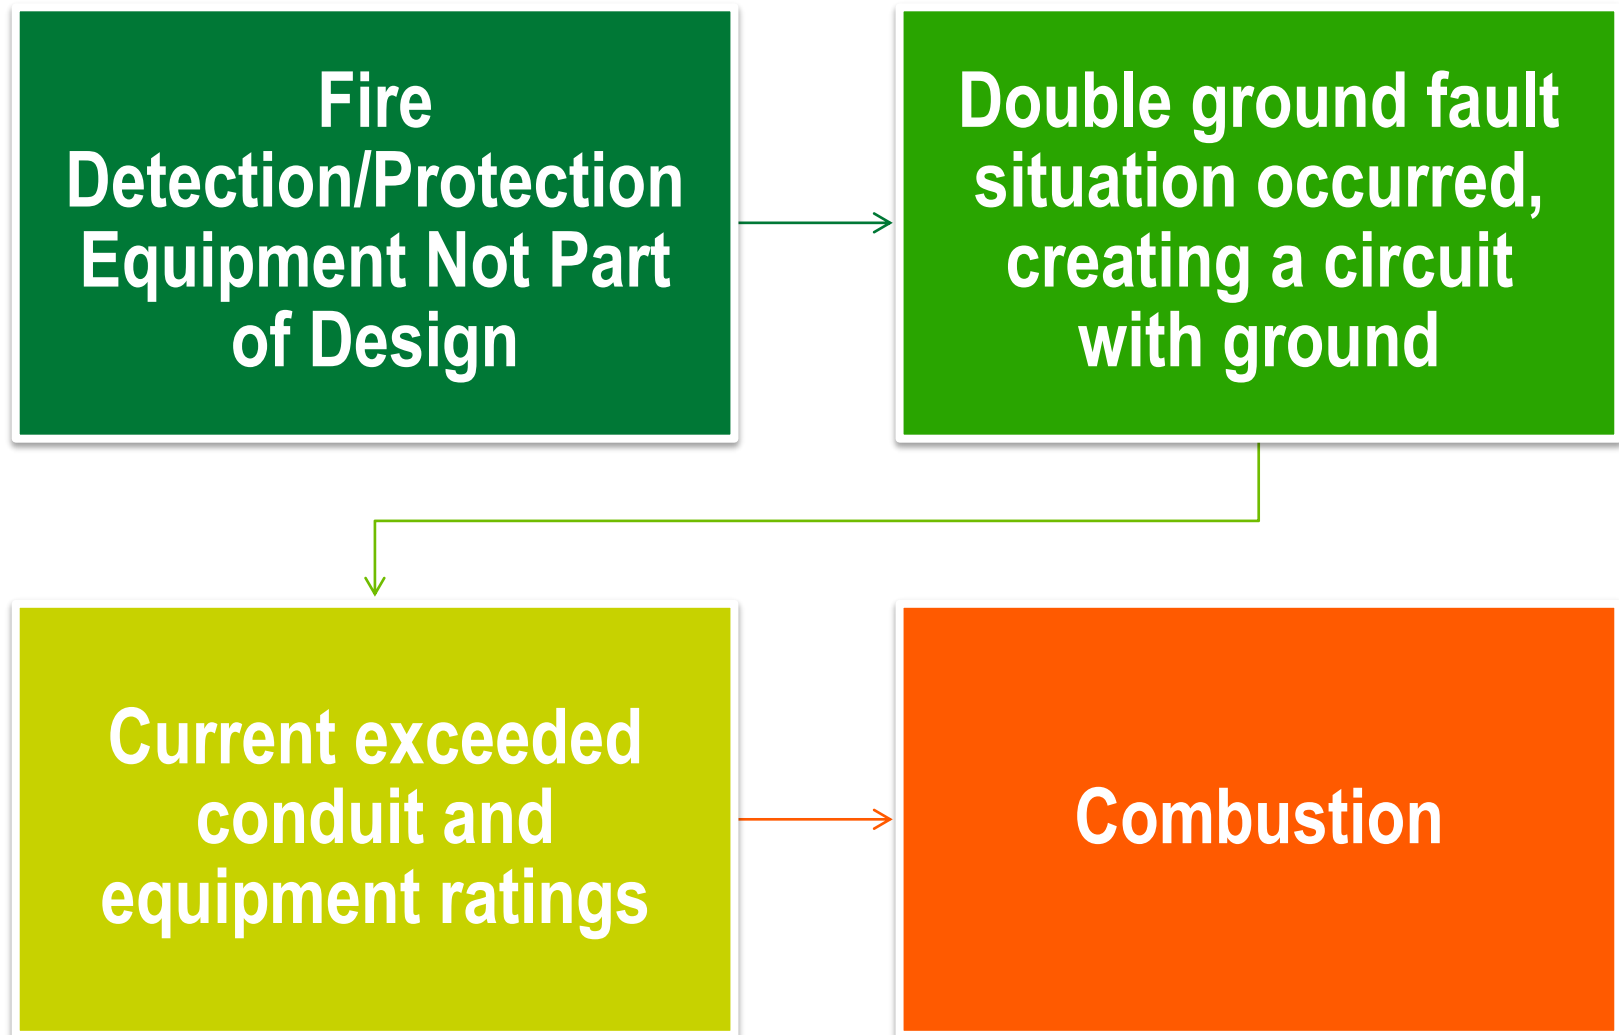 Fire
Detection/Protection
Equipment Not Part
of Design
Double ground fault
situation occurred,
creating a circuit
with ground
Current exceeded
conduit and
equipment ratings
Combustion